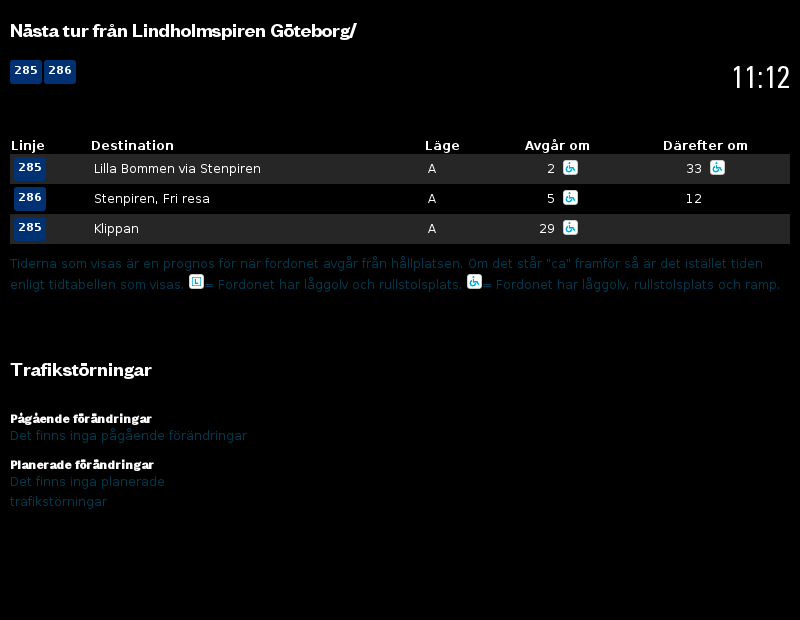 Nästa tur från Lindholmspiren Göteborg/
285 286
11:12
Linje Destination Läge Avgår om Därefter om
285 Lilla Bommen via Stenpiren A 2 33
286 Stenpiren, Fri resa A 5 12
285 Klippan A 29
Tiderna som visas är en prognos för när fordonet avgår från hållplatsen. Om det står "ca" framför så är det istället tiden
enligt tidtabellen som visas. L = Fordonet har låggolv och rullstolsplats. = Fordonet har låggolv, rullstolsplats och ramp.
Trafikstörningar
Pågående förändringar
Det finns inga pågående förändringar
Planerade förändringar
Det finns inga planerade
trafikstörningar